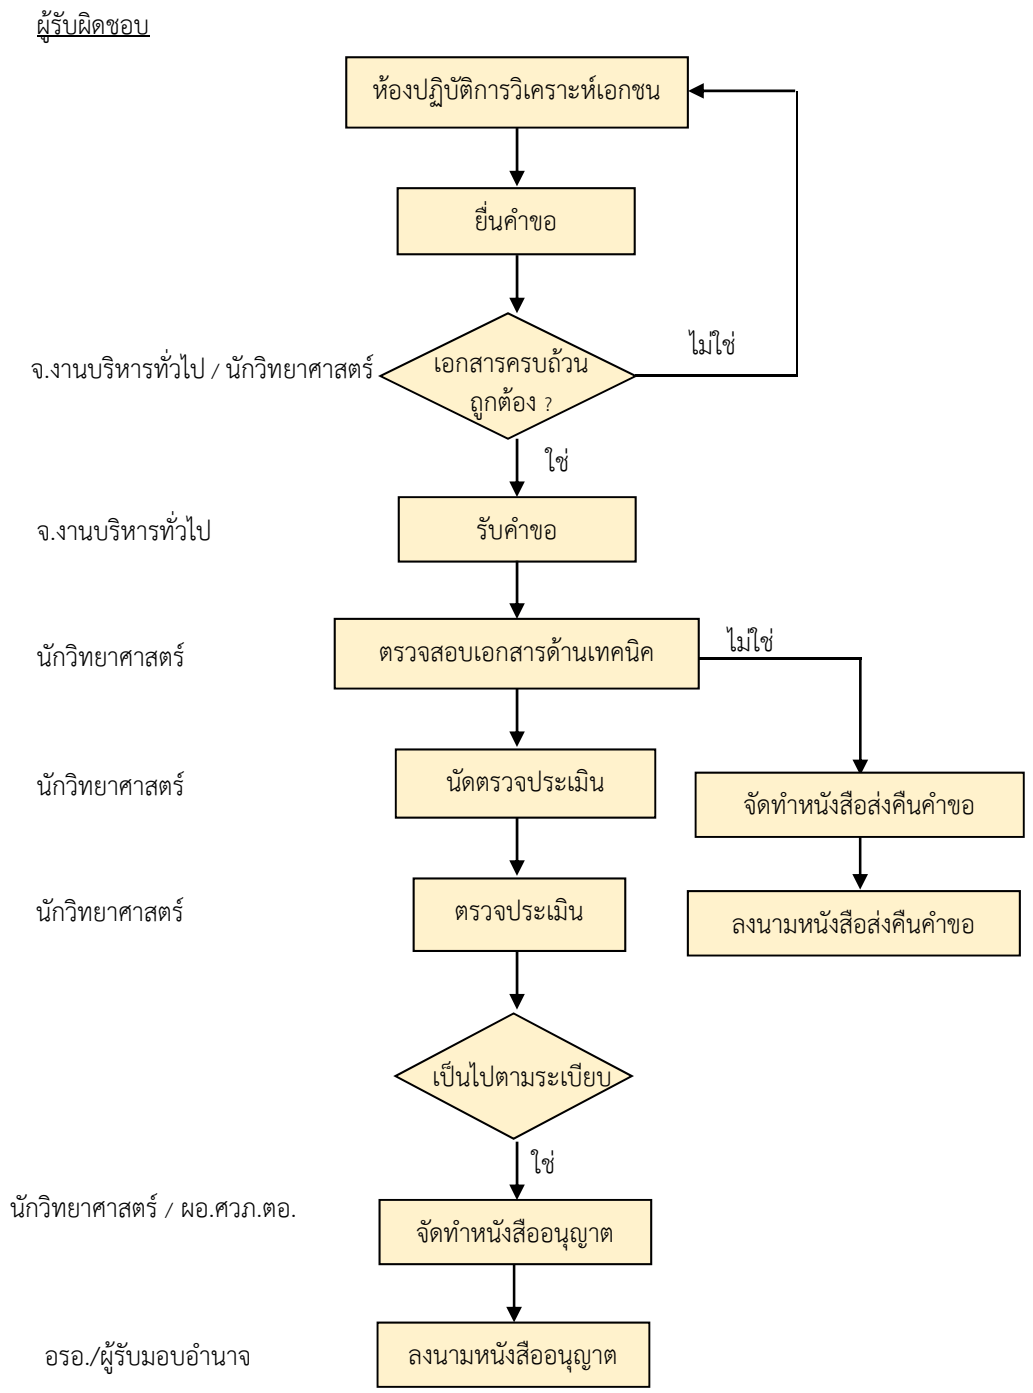 ผู้รับผิดชอบ
ห้องปฏิบัติการวิเคราะห์เอกชน
ยื่นคำขอ
ไม่ใช่
จ.งานบริหารทั่วไป / นักวิทยาศาสตร์
เอกสารครบถ้วน
ถูกต้อง ?
ใช่
จ.งานบริหารทั่วไป
รับคำขอ
นักวิทยาศาสตร์
ตรวจสอบเอกสารด้านเทคนิค
ไม่ใช่
นักวิทยาศาสตร์
นัดตรวจประเมิน
จัดทำหนังสือส่งคืนคำขอ
นักวิทยาศาสตร์
ตรวจประเมิน
ลงนามหนังสือส่งคืนคำขอ
เป็นไปตามระเบียบ
ใช่
นักวิทยาศาสตร์ / ผอ.ศวภ.ตอ.
จัดทำหนังสืออนุญาต
อรอ./ผู้รับมอบอำนาจ
ลงนามหนังสืออนุญาต